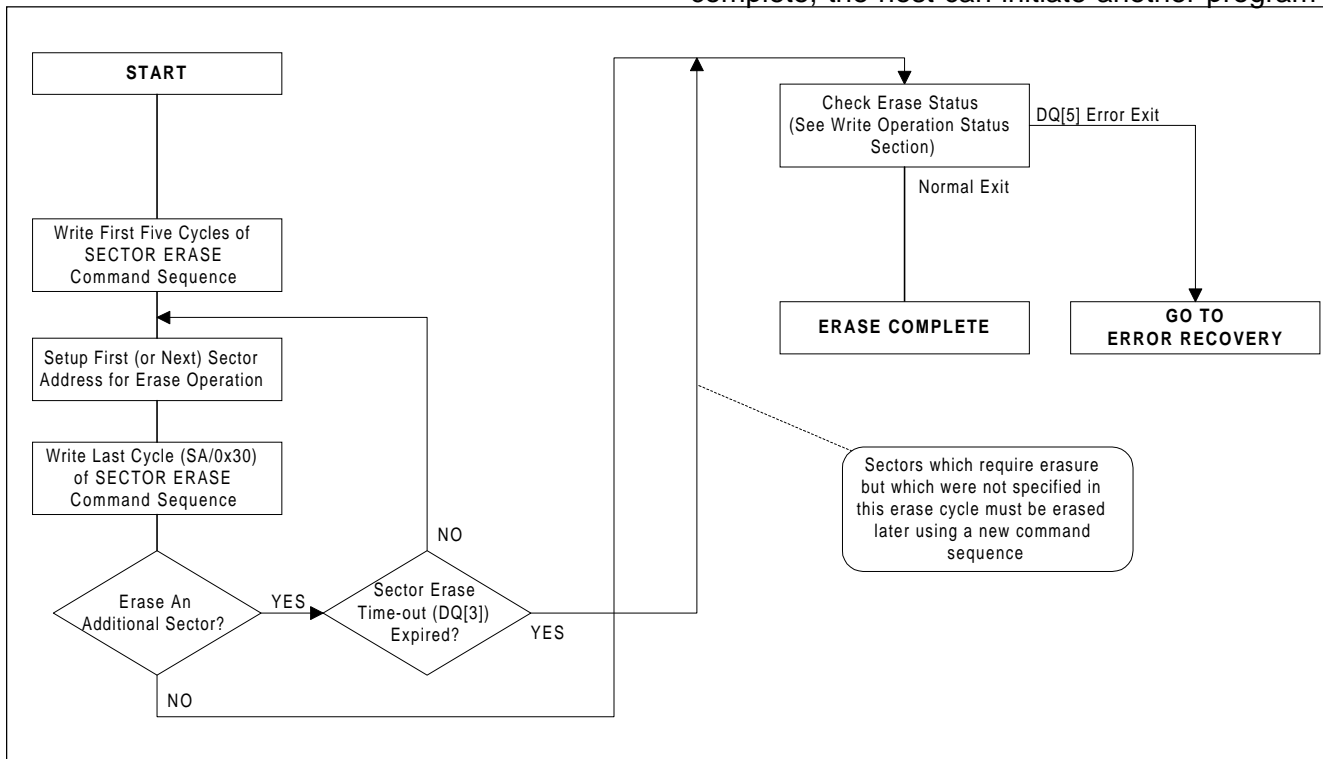 complete, the host can initiate another program
START
Write First Five Cycles of
SECTOR ERASE
Command Sequence
Setup First (or Next) Sector
Address for Erase Operation
Write Last Cycle (SA/0x30)
of SECTOR ERASE
Command Sequence
NO
Erase An
Additional Sector?
YES
Sector Erase
Time-out (DQ[3])
Expired?
YES
NO
Check Erase Status
(See Write Operation Status
Section)
DQ[5] Error Exit
Normal Exit
ERASE COMPLETE
GO TO
ERROR RECOVERY
Sectors which require erasure
but which were not specified in
this erase cycle must be erased
later using a new command
sequence